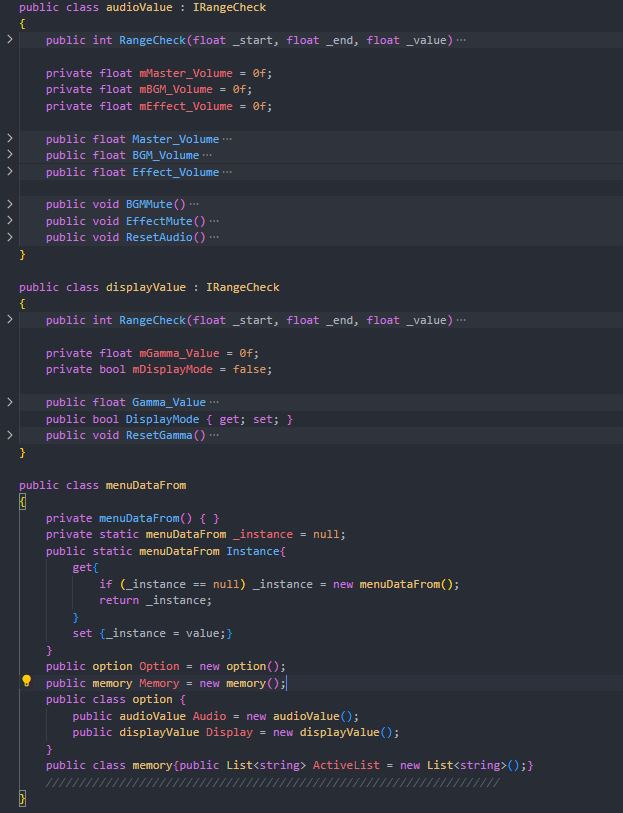 public class audioValue : IRangeCheck
{
    public int RangeCheck(float _start, float _end, float _value)···

    private float mMaster_Volume = 0f;
    private float mBGM_Volume = 0f;
    private float mEffect_Volume = 0f;

    public float Master_Volume···
    public float BGM_Volume···
    public float Effect_Volume···

    public void BGMMute()···
    public void EffectMute()···
    public void ResetAudio()···
}

public class displayValue : IRangeCheck
{
    public int RangeCheck(float _start, float _end, float _value)···

    private float mGamma_Value = 0f;
    private bool mDisplayMode = false;

    public float Gamma_Value···
    public bool DisplayMode { get; set; }
    public void ResetGamma()···
}

public class menuDataFrom
{
    private menuDataFrom() { }
    private static menuDataFrom _instance = null;
    public static menuDataFrom Instance{
        get{
            if (_instance == null) _instance = new menuDataFrom();
            return _instance;
        }
        set {_instance = value;}
    }
    public option Option = new option();
    public memory Memory = new memory();
    public class option {
        public audioValue Audio = new audioValue();
        public displayValue Display = new displayValue();
    }
    public class memory{public List<string> ActiveList = new List<string>();}
    ////////////////////////////////////////////////////////////////////
}